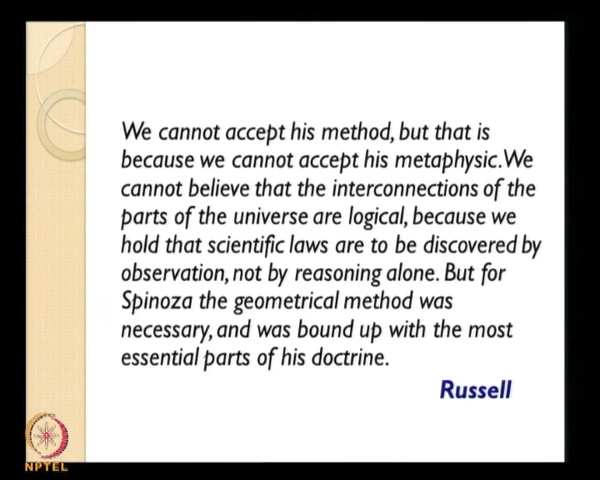 We cannot accept his method, but that is
because we cannot accept his metaphysic.We
cannot believe that the interconnections of the
parts of the universe are logical, because we
hold that scientific laws are to be discovered by
observation, not by reasoning alone. But for
Spinoza the geometrical method was
necessary, and was bound up with the most
essential parts of his doctrine.
Russell
NPTEL